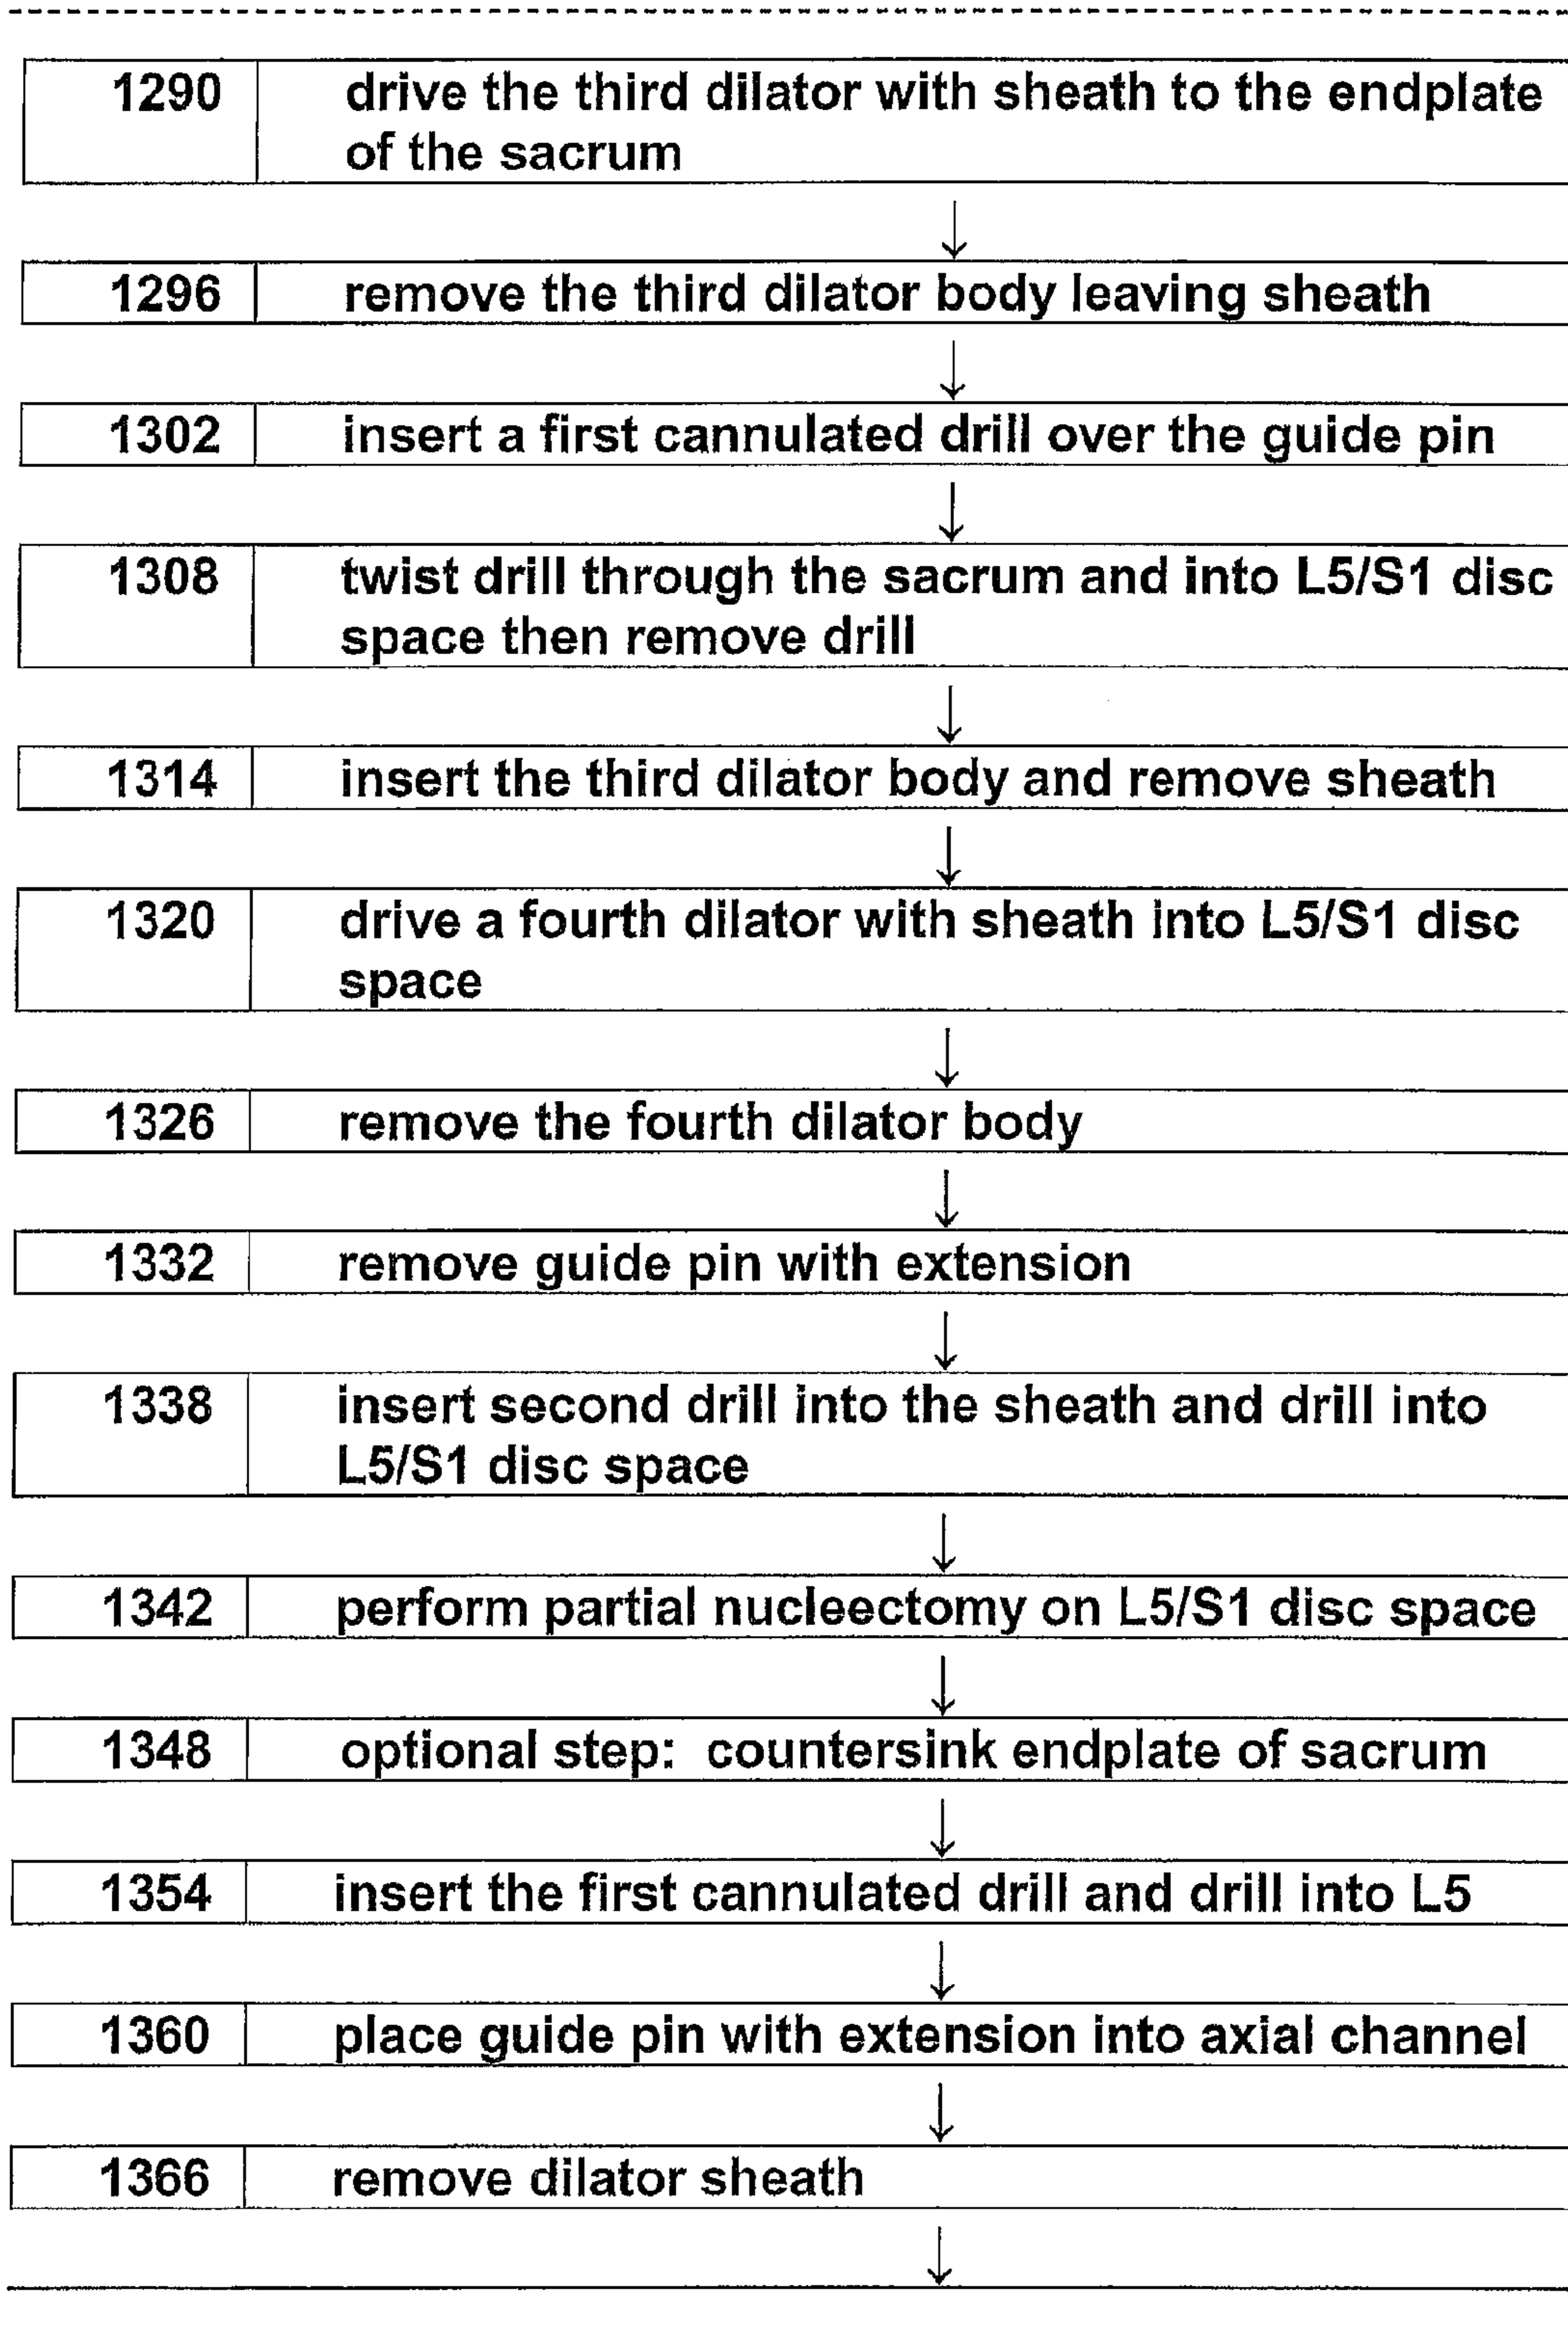 1290 drive the third dilator with sheath to the endplate
of the sacrum
1296 remove the third dilator body leaving sheath
1302 insert a first cannulated drill over the guide pin
1308 twist drill through the sacrum and into L5/S1 disc
space then remove drill
1314 insert the third dilator body and remove sheath
1320 drive a fourth dilator with sheath into L5/S1 disc
space
1326 remove the fourth dilator body
1332 remove guide pin with extension
1338 insert second drill into the sheath and drill into
L5/S1 disc space
1342 perform partial nucleectomy on L5/S1 disc space
1348 optional step: countersink endplate of sacrum
1354 insert the first cannulated drill and drill into L5
1360 place guide pin with extension into axial channel
1366 remove dilator sheath